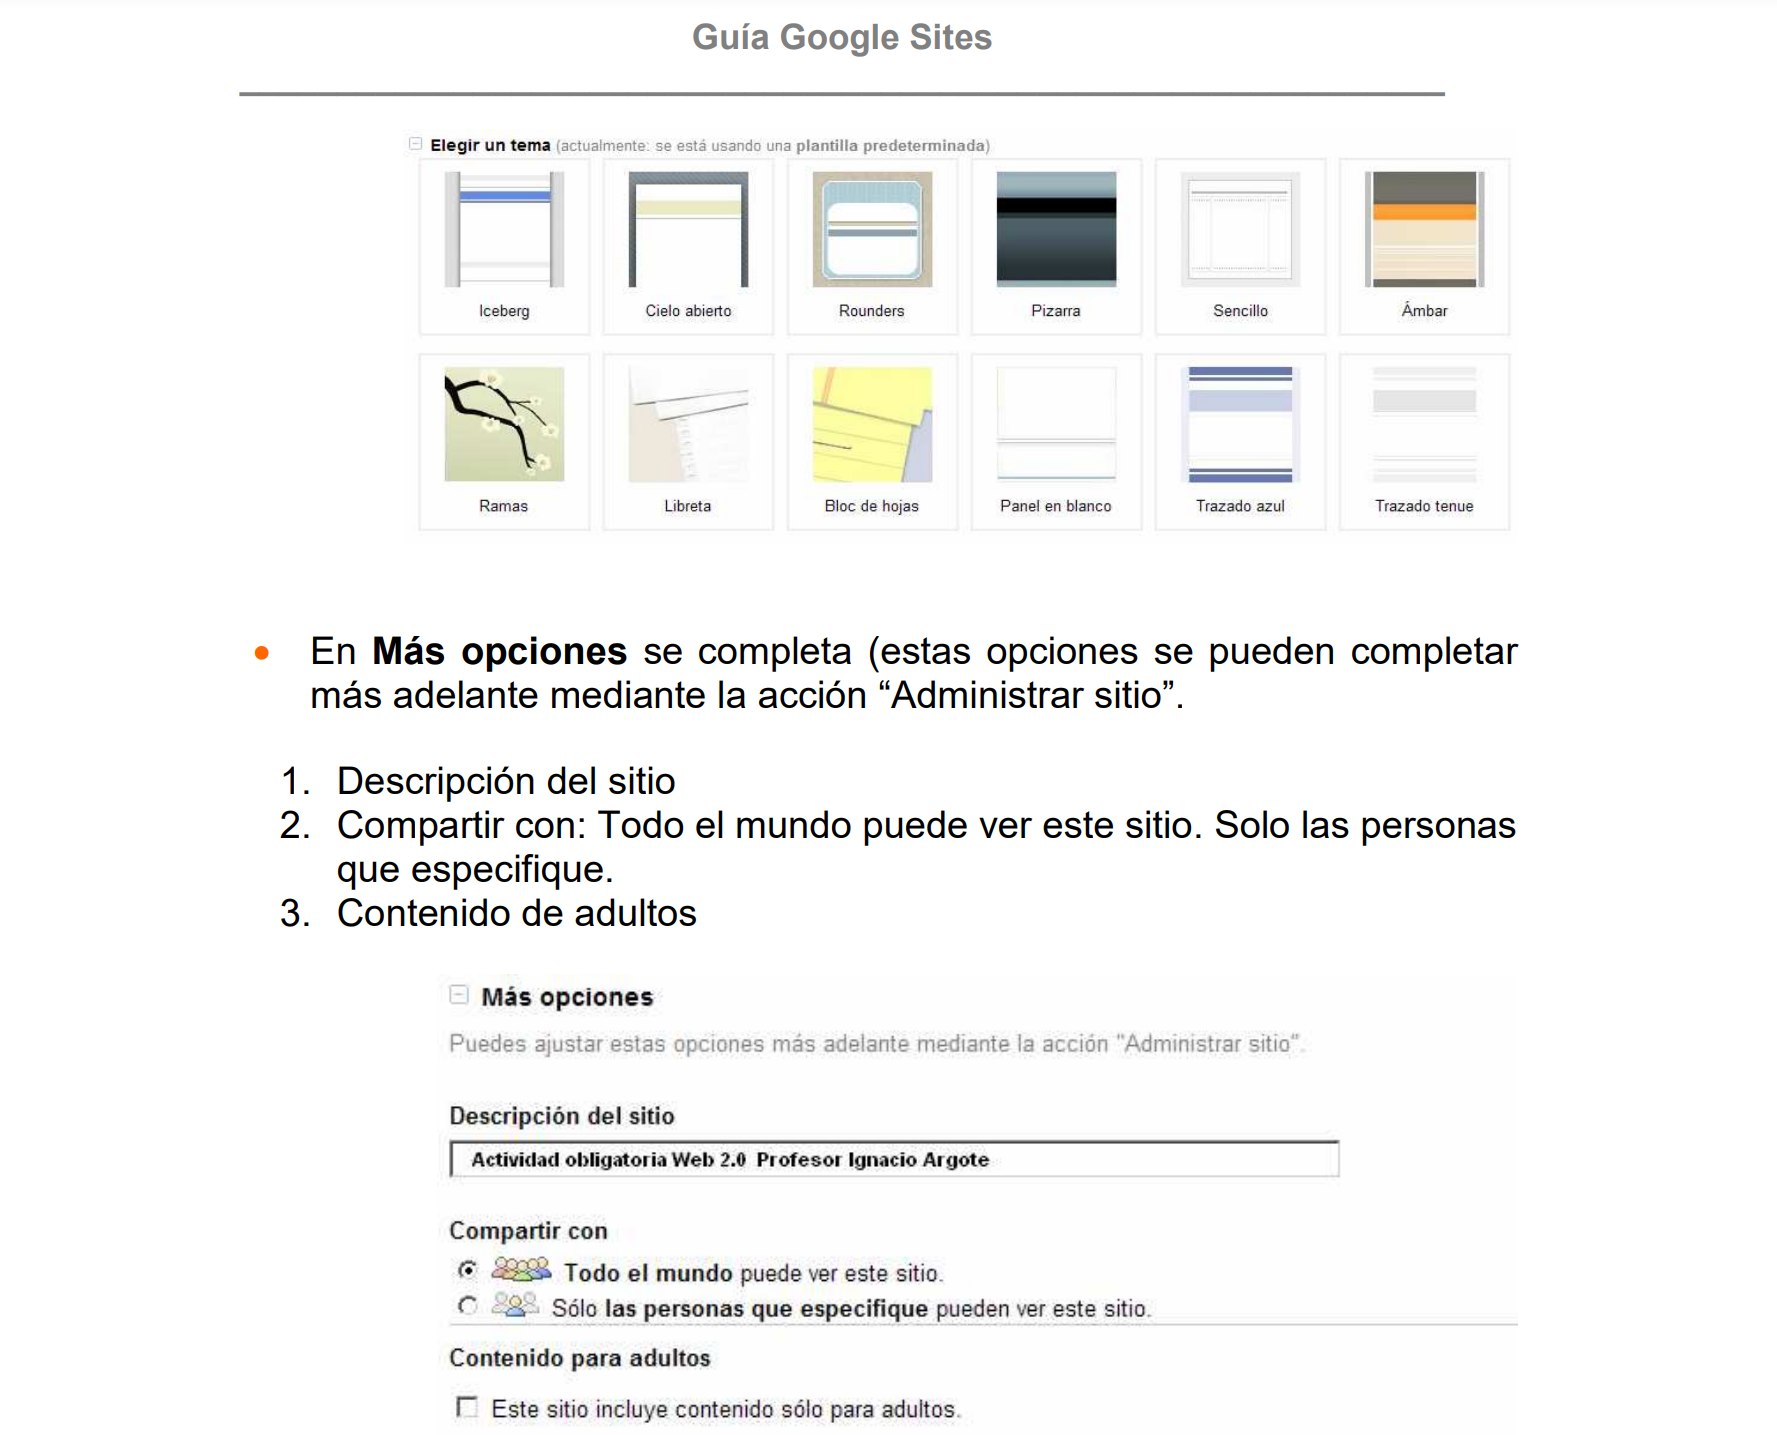 Guía Google Sites
Elegir un tema (actualmente: se está usando una plantilla predeterminada)
Iceberg
Cielo abierto
Rounders
Pizarra
Sencillo
Ámbar
Ramas
Libreta
Bloc de hojas
Panel en blanco
Trazado azul
Trazado tenue
• En Más opciones se completa (estas opciones se pueden completar
más adelante mediante la acción “Administrar sitio”.
1. Descripción del sitio
2. Compartir con: Todo el mundo puede ver este sitio. Solo las personas
que especifique.
3. Contenido de adultos
Más opciones
Puedes ajustar estas opciones más adelante mediante la acción "Administrar sitio".
Descripción del sitio
Actividad obligatoria Web 2.0 Profesor Ignacio Argote
Compartir con
Todo el mundo puede ver este sitio.
Sólo las personas que especifique pueden ver este sitio.
Contenido para adultos
Este sitio incluye contenido sólo para adultos.